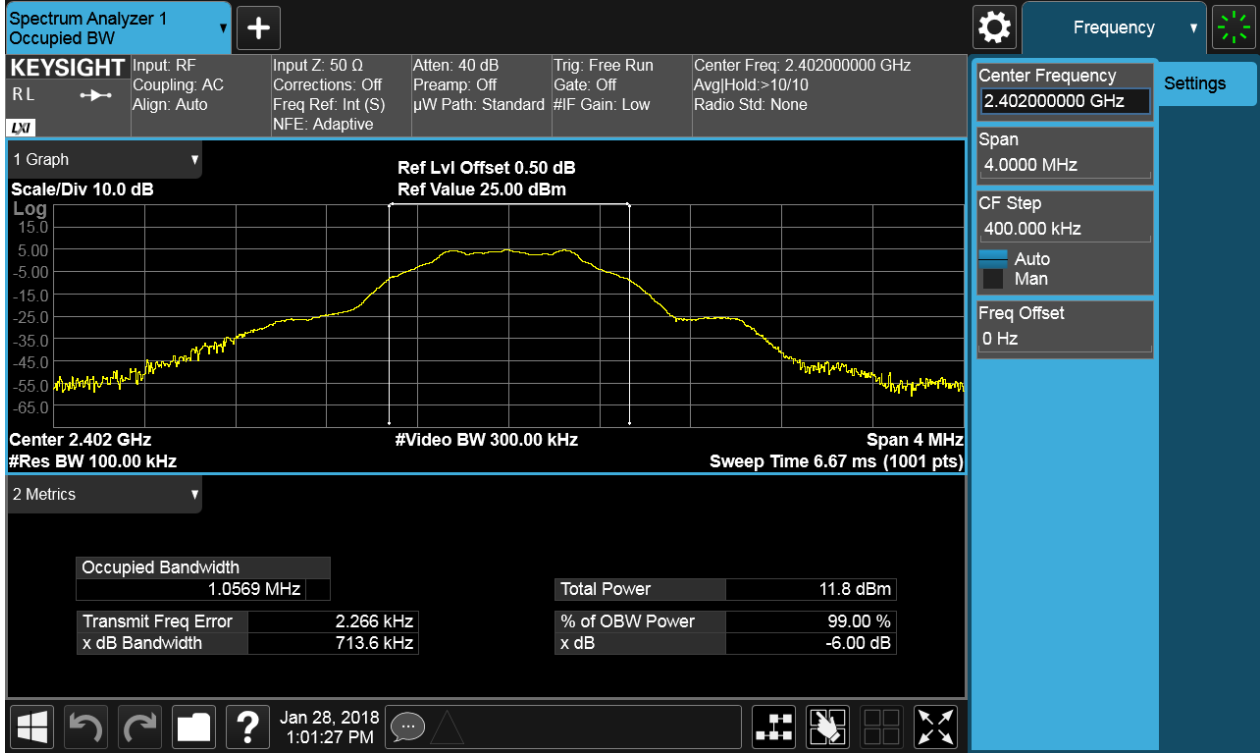 Spectrum Analyzer 1
Occupied BW
+
Frequency
KEYSIGHT
R L
LXI
Input: RF
Coupling: AC
Align: Auto
Input Z: 50 Ω
Corrections: Off
Freq Ref: Int (S)
NFE: Adaptive
Atten: 40 dB
Preamp: Off
µW Path: Standard
Trig: Free Run
Gate: Off
#IF Gain: Low
Center Freq: 2.402000000 GHz
Avg|Hold:>10/10
Radio Std: None
Center Frequency
2.402000000 GHz
Settings
Span
4.0000 MHz
CF Step
400.000 kHz
Auto
Man
Freq Offset
0 Hz
1 Graph
Ref Lvl Offset 0.50 dB
Scale/Div 10.0 dB
Ref Value 25.00 dBm
Log
15.0
5.00
-5.00
-15.0
-25.0
-35.0
-45.0
-55.0
-65.0
Center 2.402 GHz
#Video BW 300.00 kHz
Span 4 MHz
#Res BW 100.00 kHz
Sweep Time 6.67 ms (1001 pts)
2 Metrics
Occupied Bandwidth
1.0569 MHz
Total Power 11.8 dBm
Transmit Freq Error 2.266 kHz
% of OBW Power 99.00 %
x dB Bandwidth 713.6 kHz
x dB -6.00 dB
?
Jan 28, 2018
1:01:27 PM